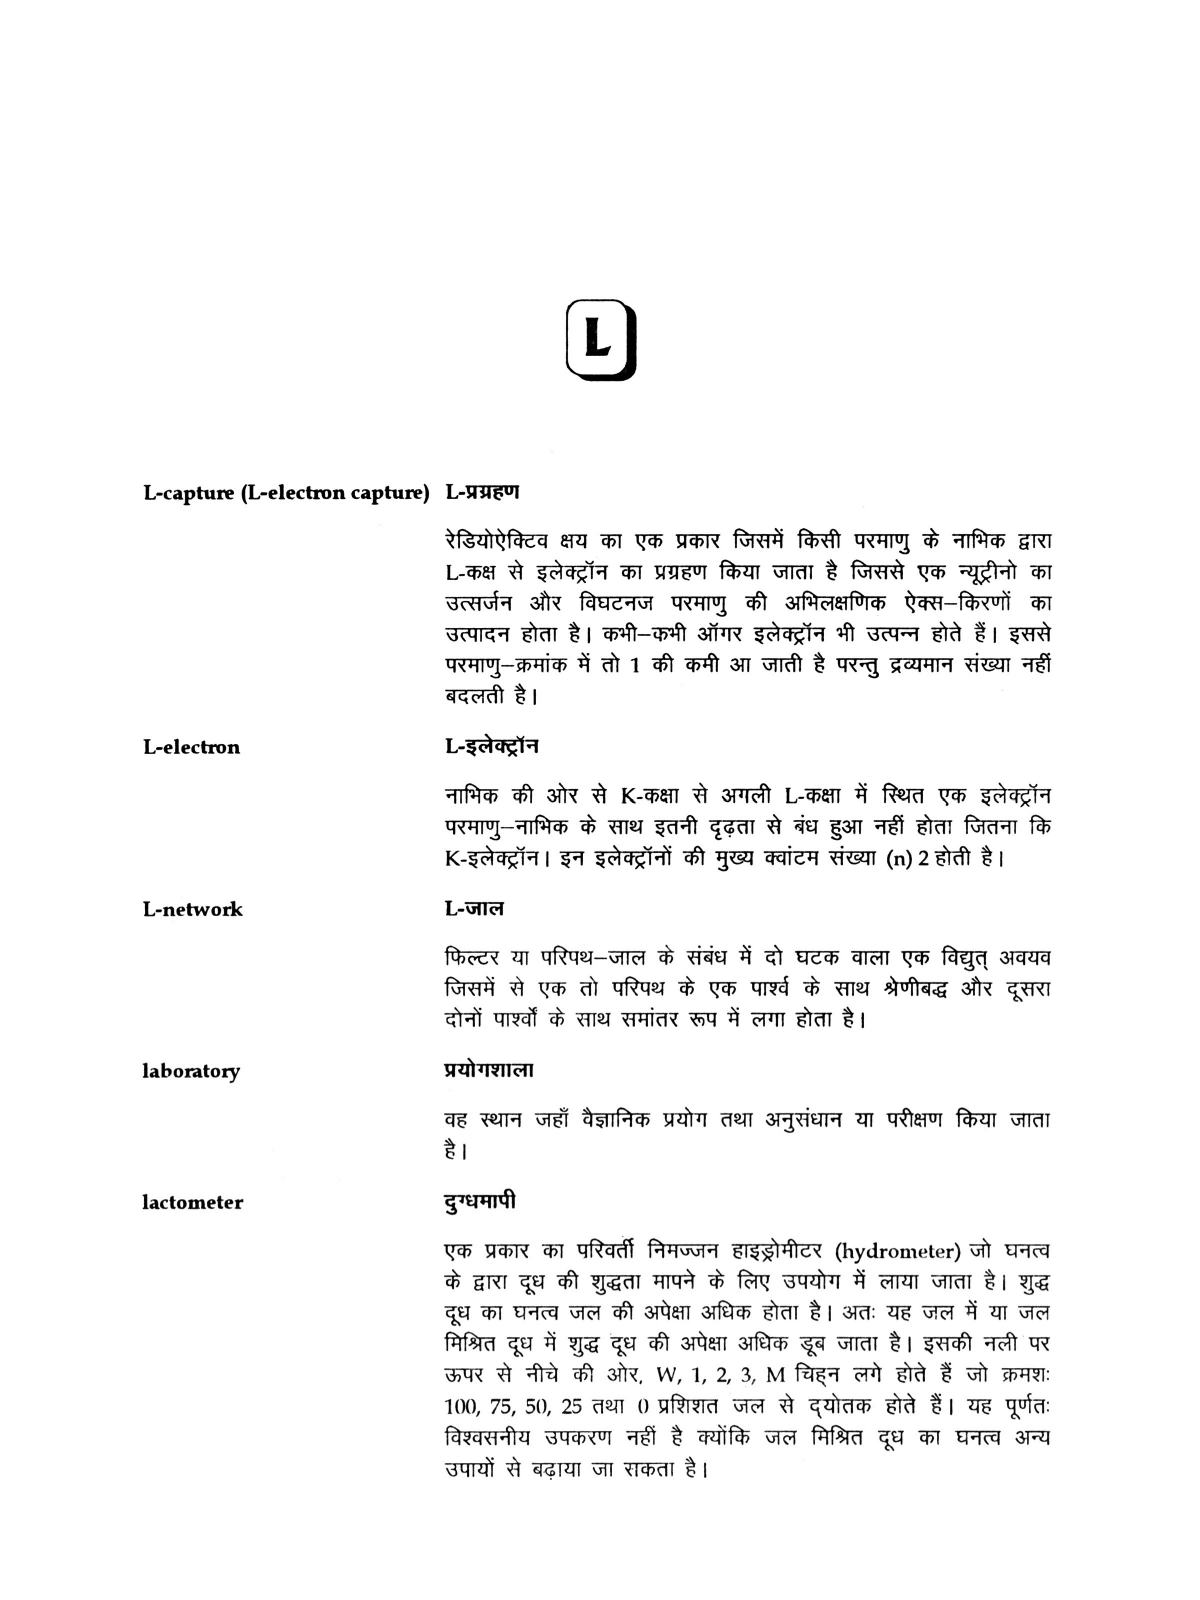 L
L-capture (L-electron capture) L-प्रग्रहण
रेडियोऐक्टिव क्षय का एक प्रकार जिसमें किसी परमाणु के नाभिक द्वारा
L-कक्ष से इलेक्ट्रॉन का प्रग्रहण किया जाता है जिससे एक न्यूट्रीनो का
उत्सर्जन और विघटनज परमाणु की अभिलक्षणिक ऐक्स–किरणों का
उत्पादन होता है। कभी–कभी ऑगर इलेक्ट्रॉन भी उत्पन्न होते हैं। इससे
परमाणु–क्रमांक में तो 1 की कमी आ जाती है परन्तु द्रव्यमान संख्या नहीं
बदलती है।
L-electron L-इलेक्ट्रॉन
नाभिक की ओर से K-कक्षा से अगली L-कक्षा में स्थित एक इलेक्ट्रॉन
परमाणु–नाभिक के साथ इतनी दृढ़ता से बंध हुआ नहीं होता जितना कि
K-इलेक्ट्रॉन। इन इलेक्ट्रॉनों की मुख्य क्वांटम संख्या (n) 2 होती है।
L-network L-जाल
फिल्टर या परिपथ–जाल के संबंध में दो घटक वाला एक विद्युत् अवयव
जिसमें से एक तो परिपथ के एक पार्श्व के साथ श्रेणीबद्ध और दूसरा
दोनों पार्श्वों के साथ समांतर रूप में लगा होता है।
laboratory प्रयोगशाला
वह स्थान जहाँ वैज्ञानिक प्रयोग तथा अनुसंधान या परीक्षण किया जाता
है।
lactometer दुग्धमापी
एक प्रकार का परिवर्ती निमज्जन हाइड्रोमीटर (hydrometer) जो घनत्व
के द्वारा दूध की शुद्धता मापने के लिए उपयोग में लाया जाता है। शुद्ध
दूध का घनत्व जल की अपेक्षा अधिक होता है। अतः यह जल में या जल
मिश्रित दूध में शुद्ध दूध की अपेक्षा अधिक डूब जाता है। इसकी नली पर
ऊपर से नीचे की ओर, W, 1, 2, 3, M चिह्न लगे होते हैं जो क्रमशः
100, 75, 50, 25 तथा 0 प्रशिशत जल से द्योतक होते हैं। यह पूर्णतः
विश्वसनीय उपकरण नहीं है क्योंकि जल मिश्रित दूध का घनत्व अन्य
उपायों से बढ़ाया जा सकता है।